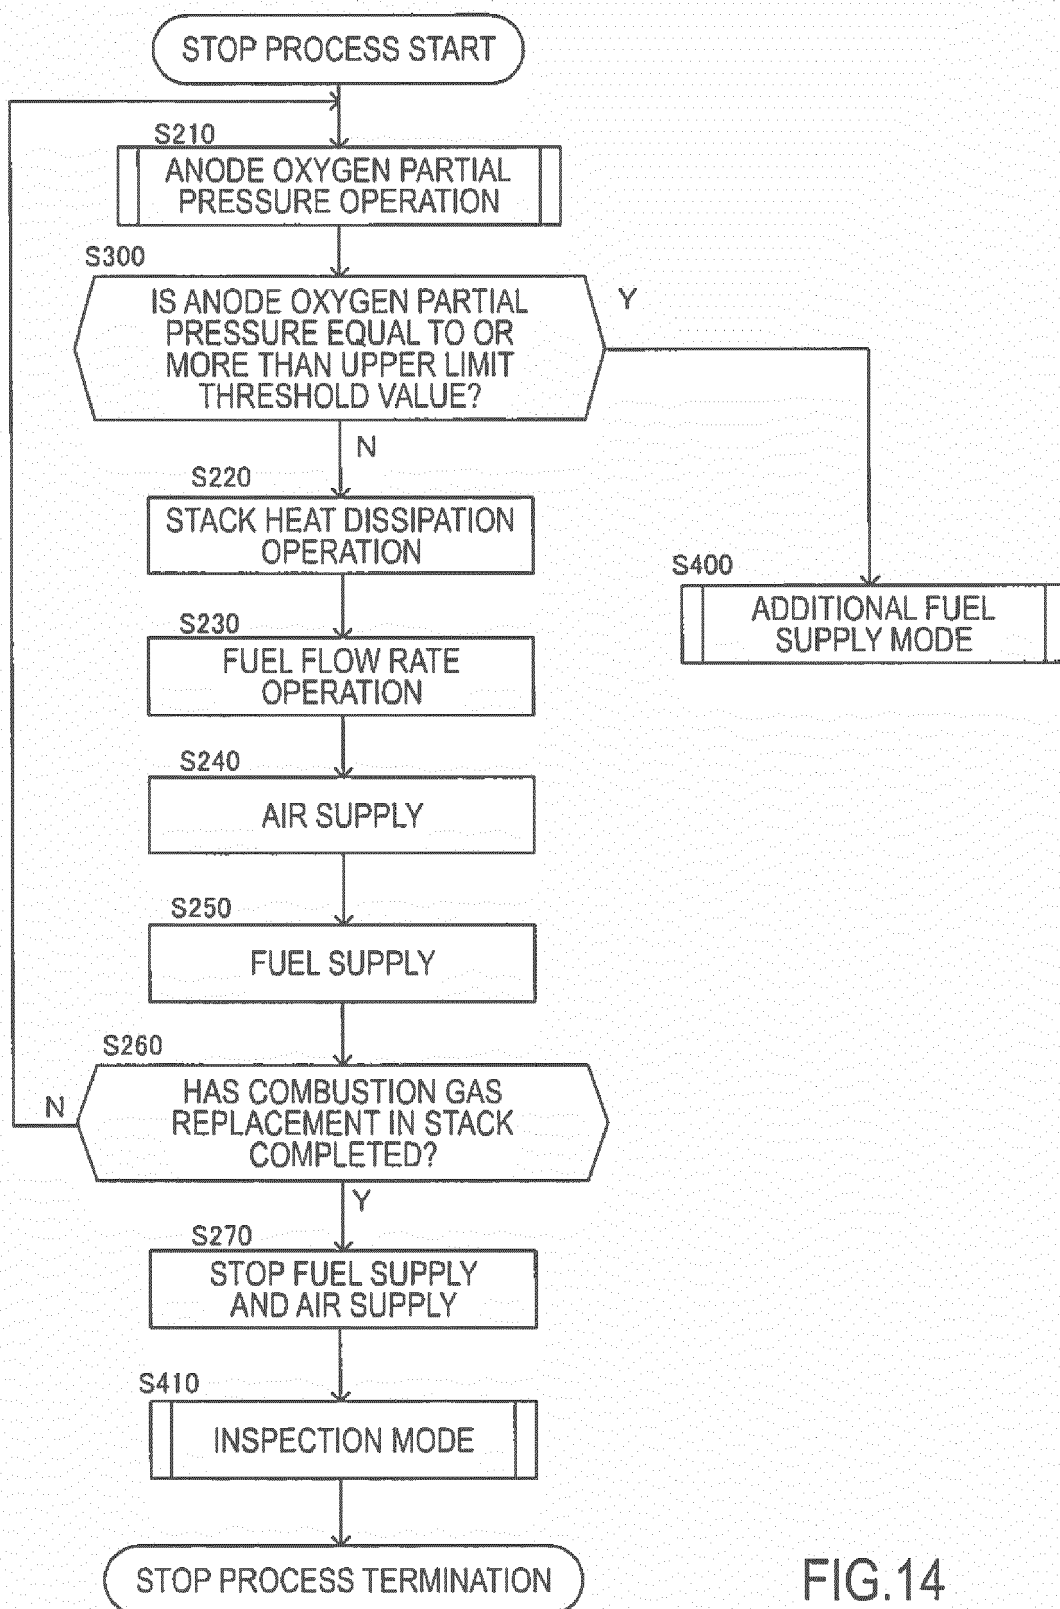 STOP PROCESS START
S210
ANODE OXYGEN PARTIAL
PRESSURE OPERATION
S300
IS ANODE OXYGEN PARTIAL
PRESSURE EQUAL TO OR
MORE THAN UPPER LIMIT
THRESHOLD VALUE?
Y
N
S220
STACK HEAT DISSIPATION
OPERATION
S400
ADDITIONAL FUEL
SUPPLY MODE
S230
FUEL FLOW RATE
OPERATION
S240
AIR SUPPLY
S250
FUEL SUPPLY
S260
N
HAS COMBUSTION GAS
REPLACEMENT IN STACK
COMPLETED?
Y
S270
STOP FUEL SUPPLY
AND AIR SUPPLY
S410
INSPECTION MODE
STOP PROCESS TERMINATION
FIG.14